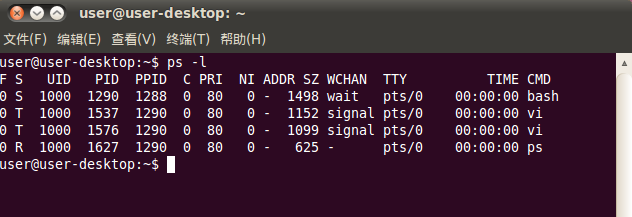 user@user-desktop: ~
文件(F) 编辑(E) 查看(V) 终端(T) 帮助(H)
user@user-desktop:~$ ps -l
F S   UID   PID  PPID  C PRI  NI ADDR SZ WCHAN  TTY          TIME CMD
0 S  1000  1290  1288  0  80   0 -  1498 wait   pts/0    00:00:00 bash
0 T  1000  1537  1290  0  80   0 -  1152 signal pts/0    00:00:00 vi
0 T  1000  1576  1290  0  80   0 -  1099 signal pts/0    00:00:00 vi
0 R  1000  1627  1290  0  80   0 -   625 -      pts/0    00:00:00 ps
user@user-desktop:~$